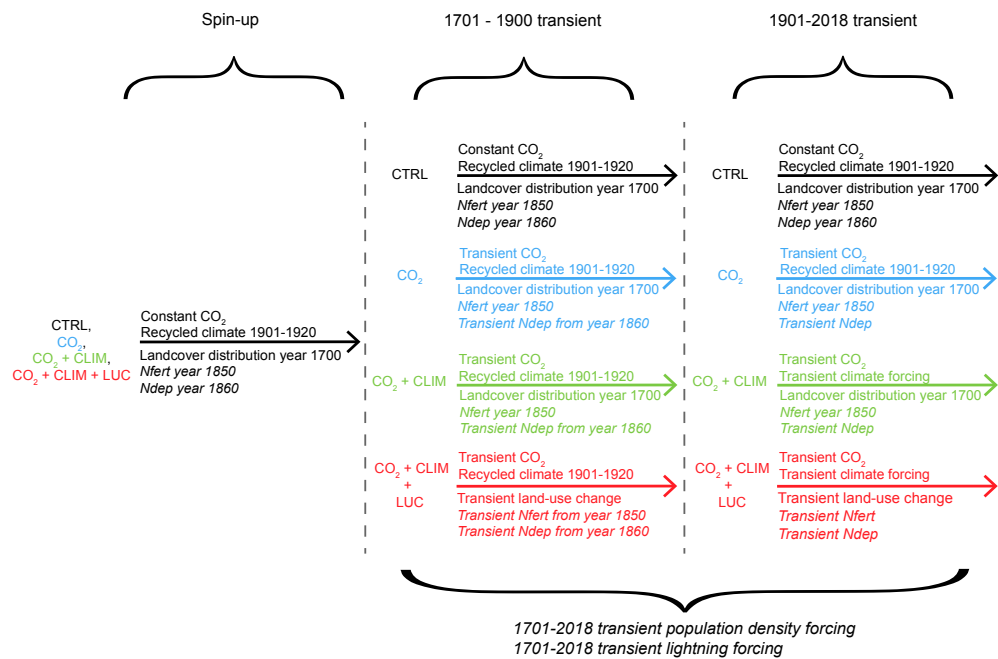 Spin-up
1701 - 1900 transient
1901-2018 transient
CTRL,
CO₂,
CO₂ + CLIM,
CO₂ + CLIM + LUC
Constant CO₂
Recycled climate 1901-1920
Landcover distribution year 1700
Nfert year 1850
Ndep year 1860
CTRL
Constant CO₂
Recycled climate 1901-1920
Landcover distribution year 1700
Nfert year 1850
Ndep year 1860
CTRL
Constant CO₂
Recycled climate 1901-1920
Landcover distribution year 1700
Nfert year 1850
Ndep year 1860
CO₂
Transient CO₂
Recycled climate 1901-1920
Landcover distribution year 1700
Nfert year 1850
Transient Ndep from year 1860
CO₂
Transient CO₂
Recycled climate 1901-1920
Landcover distribution year 1700
Nfert year 1850
Transient Ndep
CO₂ + CLIM
Transient CO₂
Recycled climate 1901-1920
Landcover distribution year 1700
Nfert year 1850
Transient Ndep from year 1860
CO₂ + CLIM
Transient CO₂
Transient climate forcing
Landcover distribution year 1700
Nfert year 1850
Transient Ndep
CO₂ + CLIM
+
LUC
Transient CO₂
Recycled climate 1901-1920
Transient land-use change
Transient Nfert from year 1850
Transient Ndep from year 1860
CO₂ + CLIM
+
LUC
Transient CO₂
Transient climate forcing
Transient land-use change
Transient Nfert
Transient Ndep
1701-2018 transient population density forcing
1701-2018 transient lightning forcing